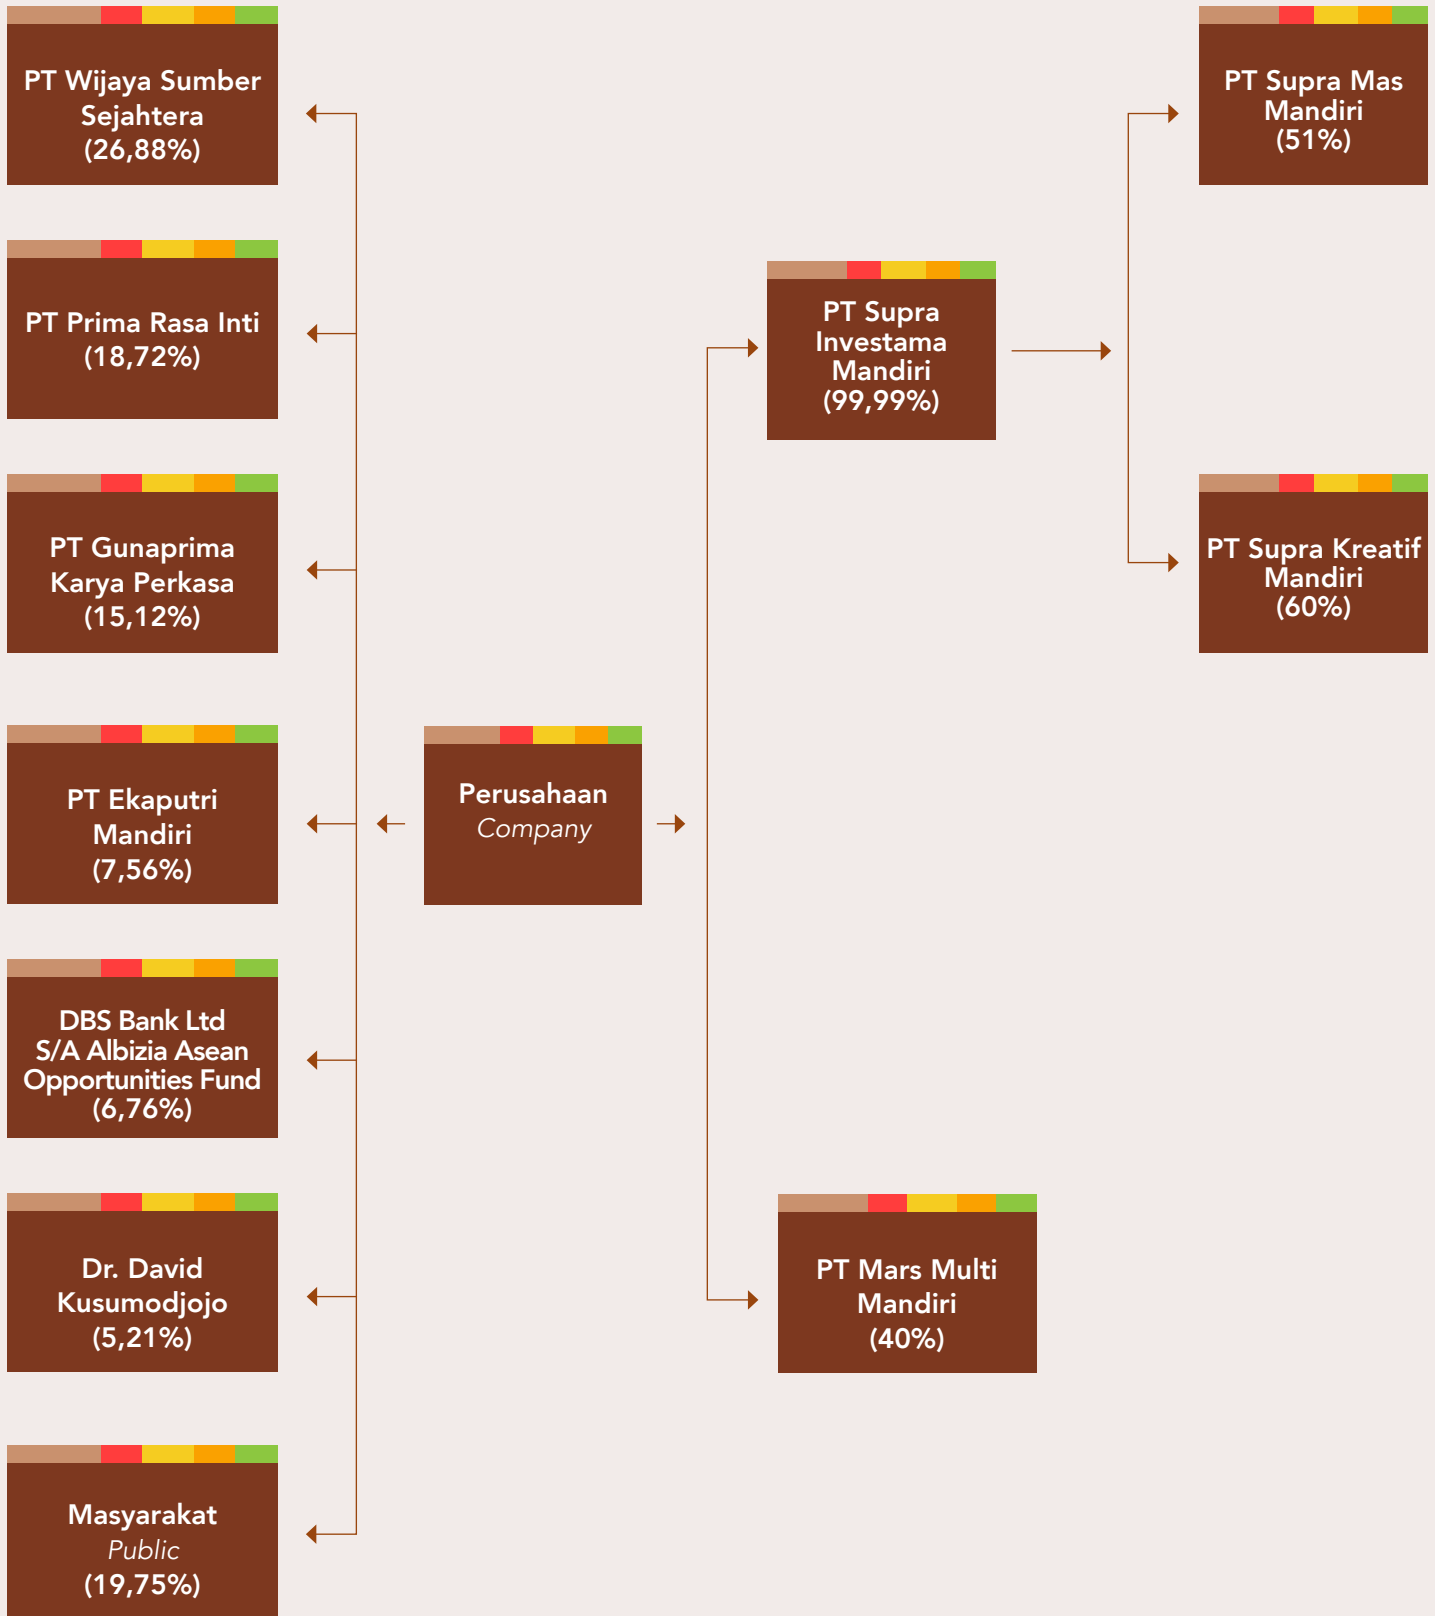 PT Wijaya Sumber
Sejahtera
(26,88%)
PT Prima Rasa Inti
(18,72%)
PT Gunaprima
Karya Perkasa
(15,12%)
PT Ekaputri
Mandiri
(7,56%)
DBS Bank Ltd
S/A Albizia Asean
Opportunities Fund
(6,76%)
Dr. David
Kusumodjojo
(5,21%)
Masyarakat
Public
(19,75%)
Perusahaan
Company
PT Supra
Investama
Mandiri
(99,99%)
PT Mars Multi
Mandiri
(40%)
PT Supra Mas
Mandiri
(51%)
PT Supra Kreatif
Mandiri
(60%)